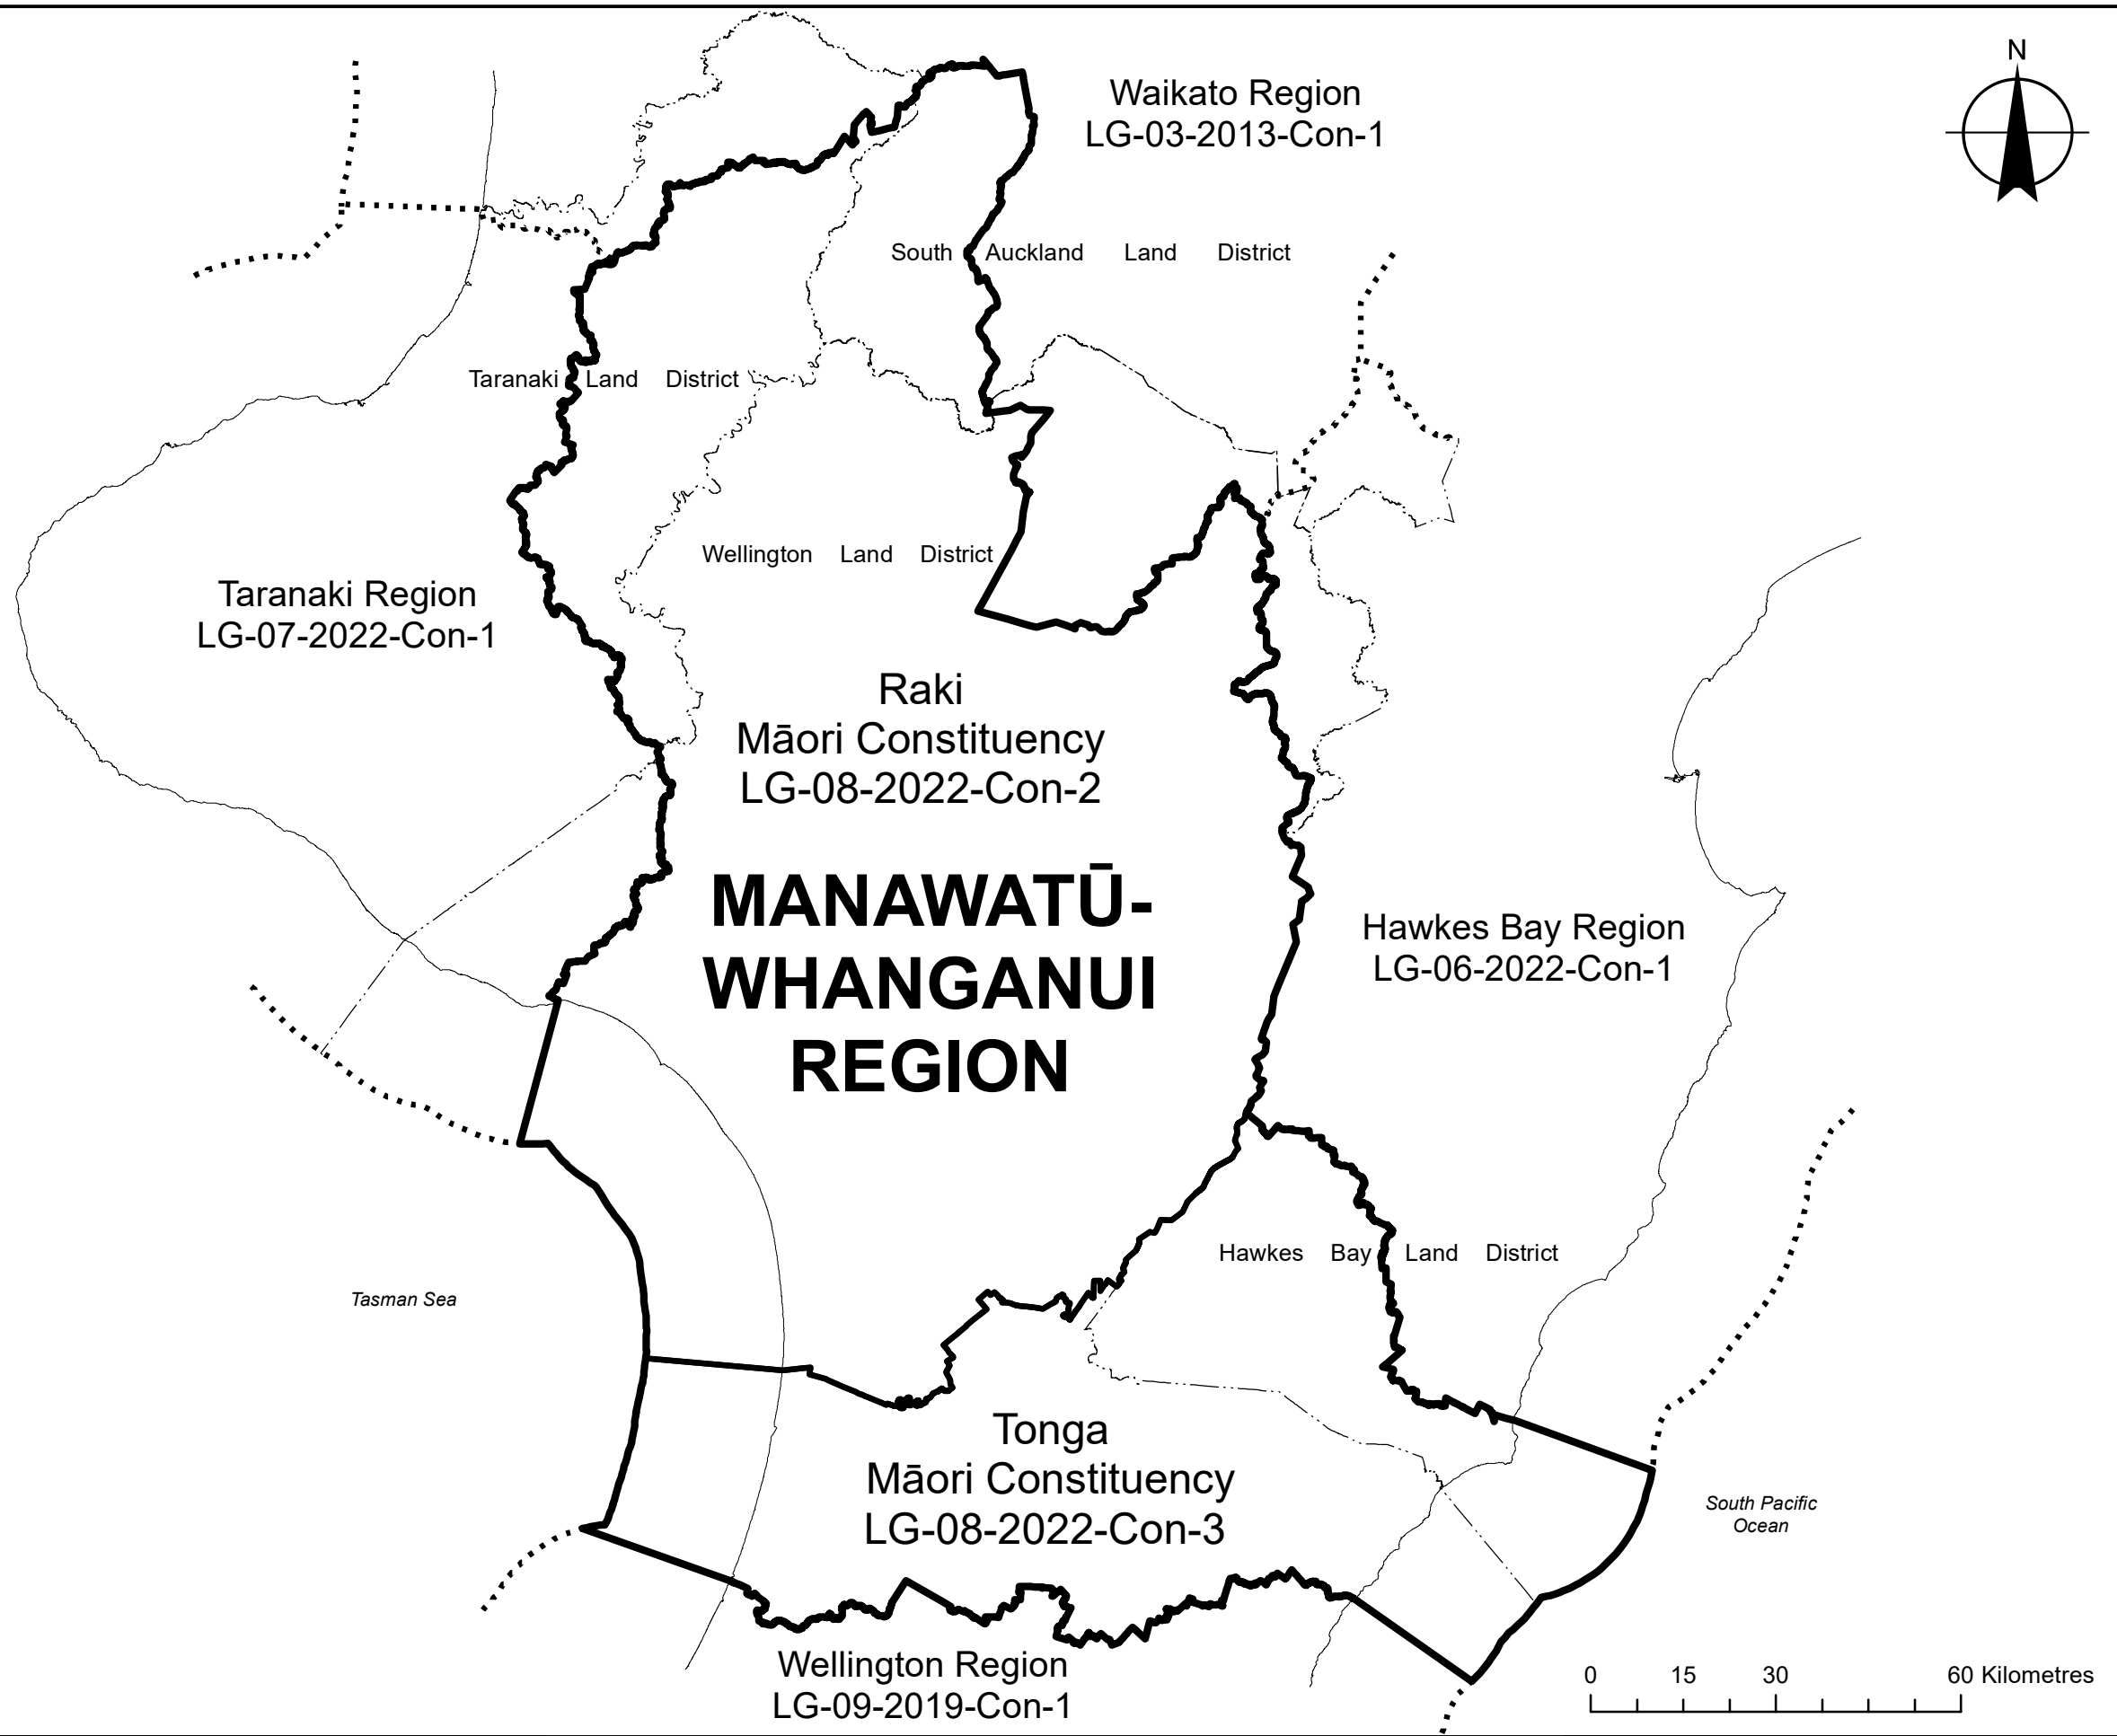 N
Waikato Region
LG-03-2013-Con-1
South Auckland Land District
Taranaki Land District
Wellington Land District
Taranaki Region
LG-07-2022-Con-1
Raki
Māori Constituency
LG-08-2022-Con-2
MANAWATŪ-
WHANGANUI
REGION
Hawkes Bay Region
LG-06-2022-Con-1
Hawkes Bay Land District
Tasman Sea
Tonga
Māori Constituency
LG-08-2022-Con-3
South Pacific
Ocean
Wellington Region
LG-09-2019-Con-1
0 15 30 60 Kilometres